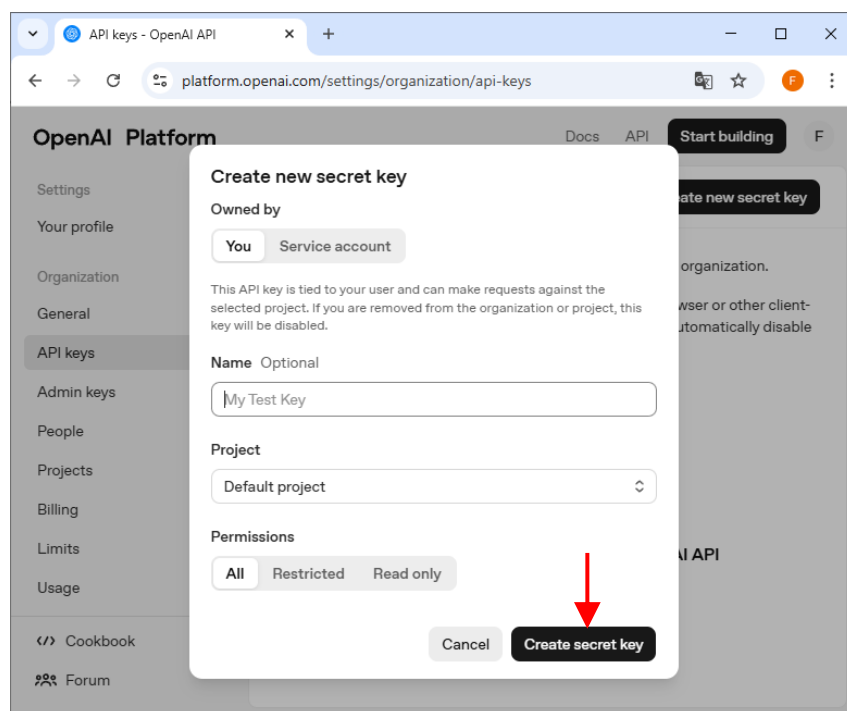 API keys - OpenAI API
platform.openai.com/settings/organization/api-keys
F
OpenAI Platform
Docs
API
Start building
F
Settings
Your profile
Organization
General
API keys
Admin keys
People
Projects
Billing
Limits
Usage
Cookbook
Forum
Create new secret key
Owned by
You
Service account
This API key is tied to your user and can make requests against the
selected project. If you are removed from the organization or project, this
key will be disabled.
Name Optional
My Test Key
Project
Default project
Permissions
All
Restricted
Read only
Cancel
Create secret key
new secret key
organization.
or other client-
disable
API